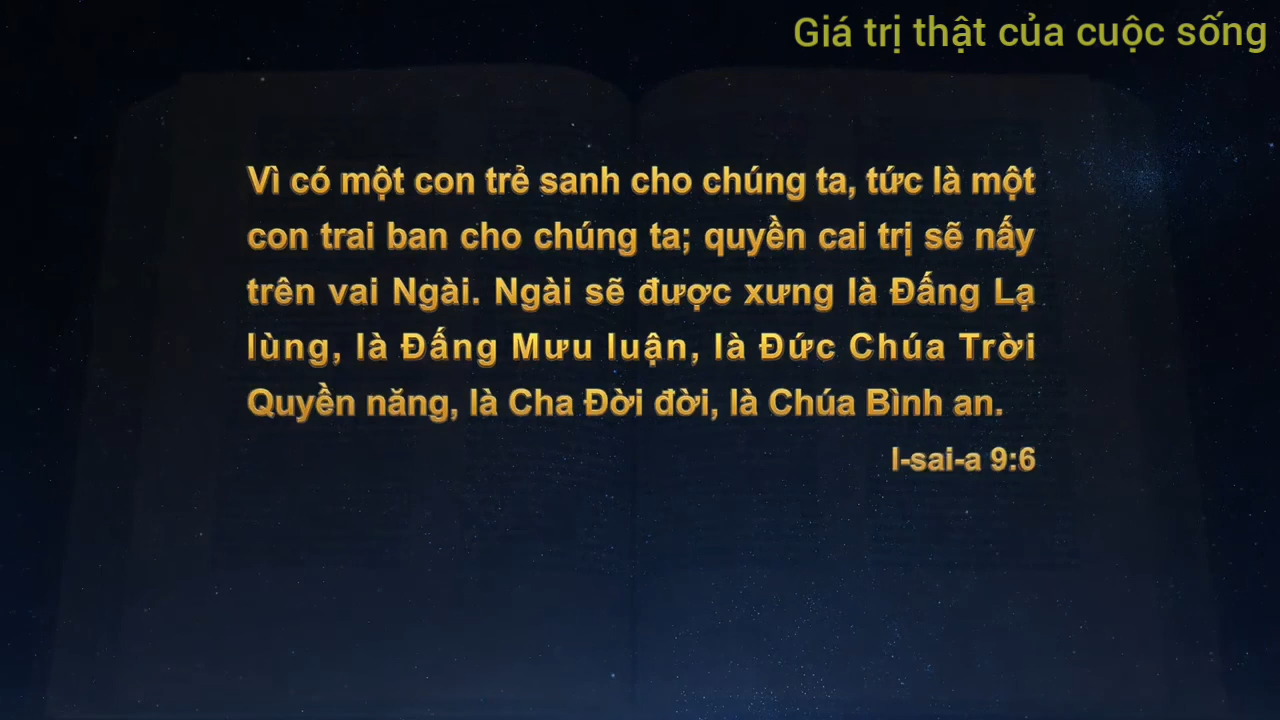 Giá trị thật của cuộc sống
Vì có một con trẻ sanh cho chúng ta, tức là một
con trai ban cho chúng ta; quyền cai trị sẽ nấy
trên vai Ngài. Ngài sẽ được xưng là Đấng Lạ
lùng, là Đấng Mưu luận, là Đức Chúa Trời
Quyền năng, là Cha Đời đời, là Chúa Bình an.
I-sai-a 9:6